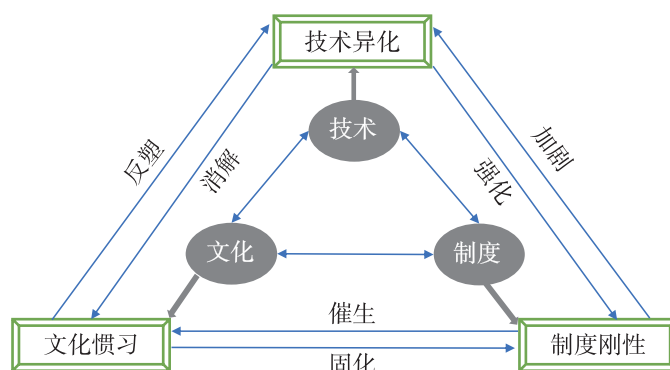 技术异化
技术
反塑
消解
强化
加剧
文化
制度
催生
文化惯习
制度刚性
固化